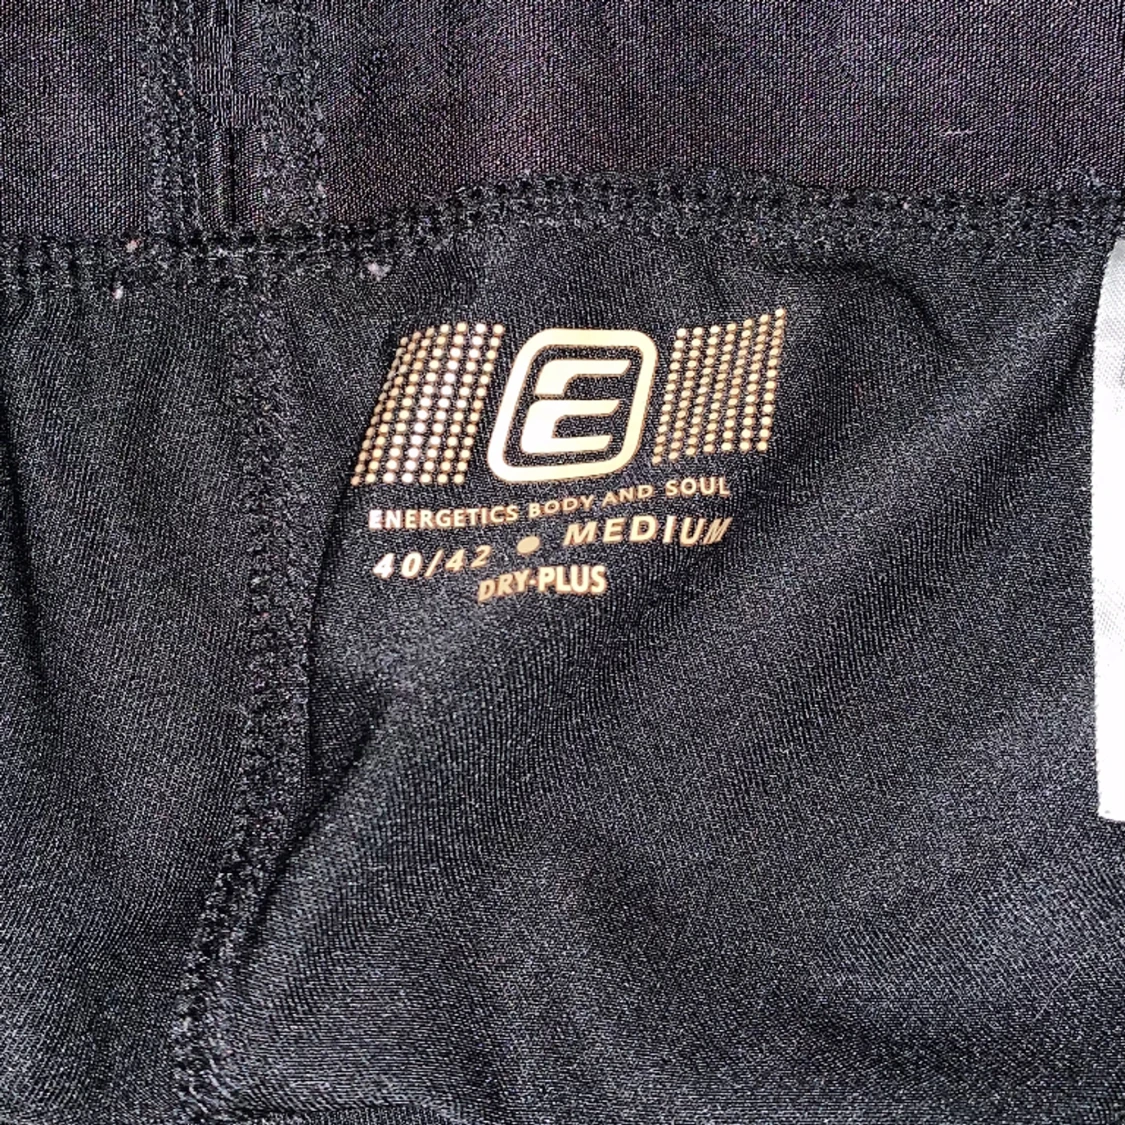 E
ENERGETICS BODY AND SOUL
40/42 • MEDIUM
DRY-PLUS